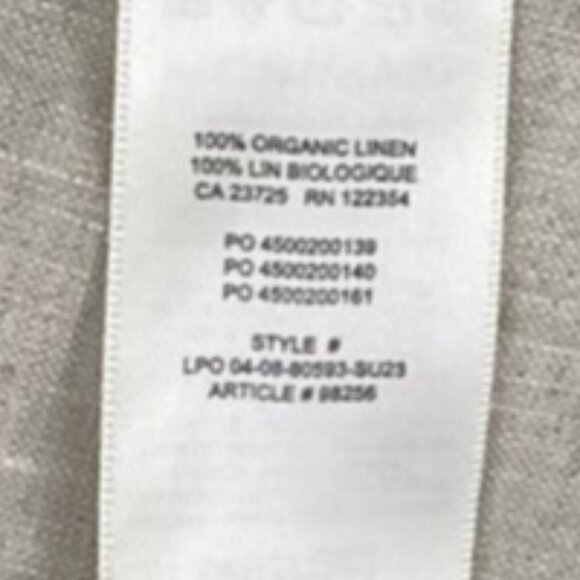 100% ORGANIC LINEN
100% LIN BIOLOGIQUE
CA 23725 RN 122354
PO 4500200139
PO 4500200140
PO 4500200161
STYLE #
LPO 04-08-80593-SU23
ARTICLE # 98256